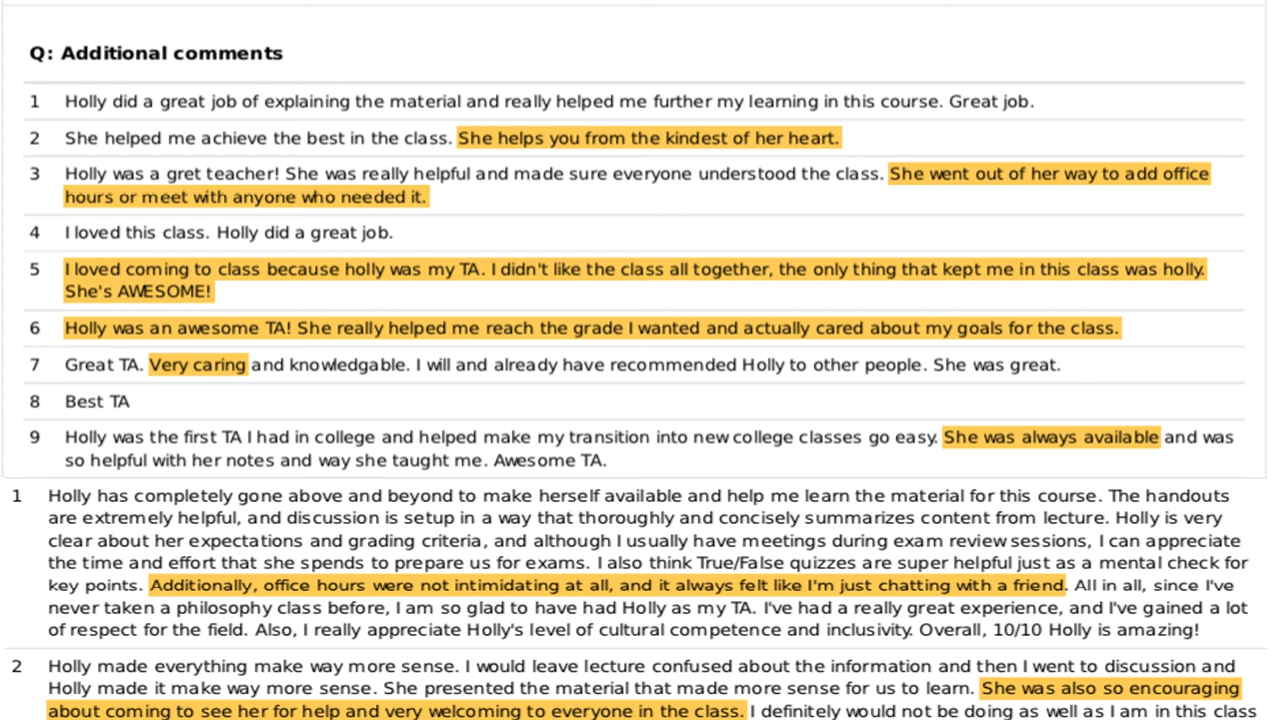 Q: Additional comments
1 Holly did a great job of explaining the material and really helped me further my learning in this course. Great job.
2 She helped me achieve the best in the class. She helps you from the kindest of her heart.
3 Holly was a gret teacher! She was really helpful and made sure everyone understood the class. She went out of her way to add office
hours or meet with anyone who needed it.
4 I loved this class. Holly did a great job.
5 I loved coming to class because holly was my TA. I didn't like the class all together, the only thing that kept me in this class was holly.
She's AWESOME!
6 Holly was an awesome TA! She really helped me reach the grade I wanted and actually cared about my goals for the class.
7 Great TA. Very caring and knowledgable. I will and already have recommended Holly to other people. She was great.
8 Best TA
9 Holly was the first TA I had in college and helped make my transition into new college classes go easy. She was always available and was
so helpful with her notes and way she taught me. Awesome TA.
1 Holly has completely gone above and beyond to make herself available and help me learn the material for this course. The handouts
are extremely helpful, and discussion is setup in a way that thoroughly and concisely summarizes content from lecture. Holly is very
clear about her expectations and grading criteria, and although I usually have meetings during exam review sessions, I can appreciate
the time and effort that she spends to prepare us for exams. I also think True/False quizzes are super helpful just as a mental check for
key points. Additionally, office hours were not intimidating at all, and it always felt like I'm just chatting with a friend. All in all, since I've
never taken a philosophy class before, I am so glad to have had Holly as my TA. I've had a really great experience, and I've gained a lot
of respect for the field. Also, I really appreciate Holly's level of cultural competence and inclusivity. Overall, 10/10 Holly is amazing!
2 Holly made everything make way more sense. I would leave lecture confused about the information and then I went to discussion and
Holly made it make way more sense. She presented the material that made more sense for us to learn. She was also so encouraging
about coming to see her for help and very welcoming to everyone in the class. I definitely would not be doing as well as I am in this class